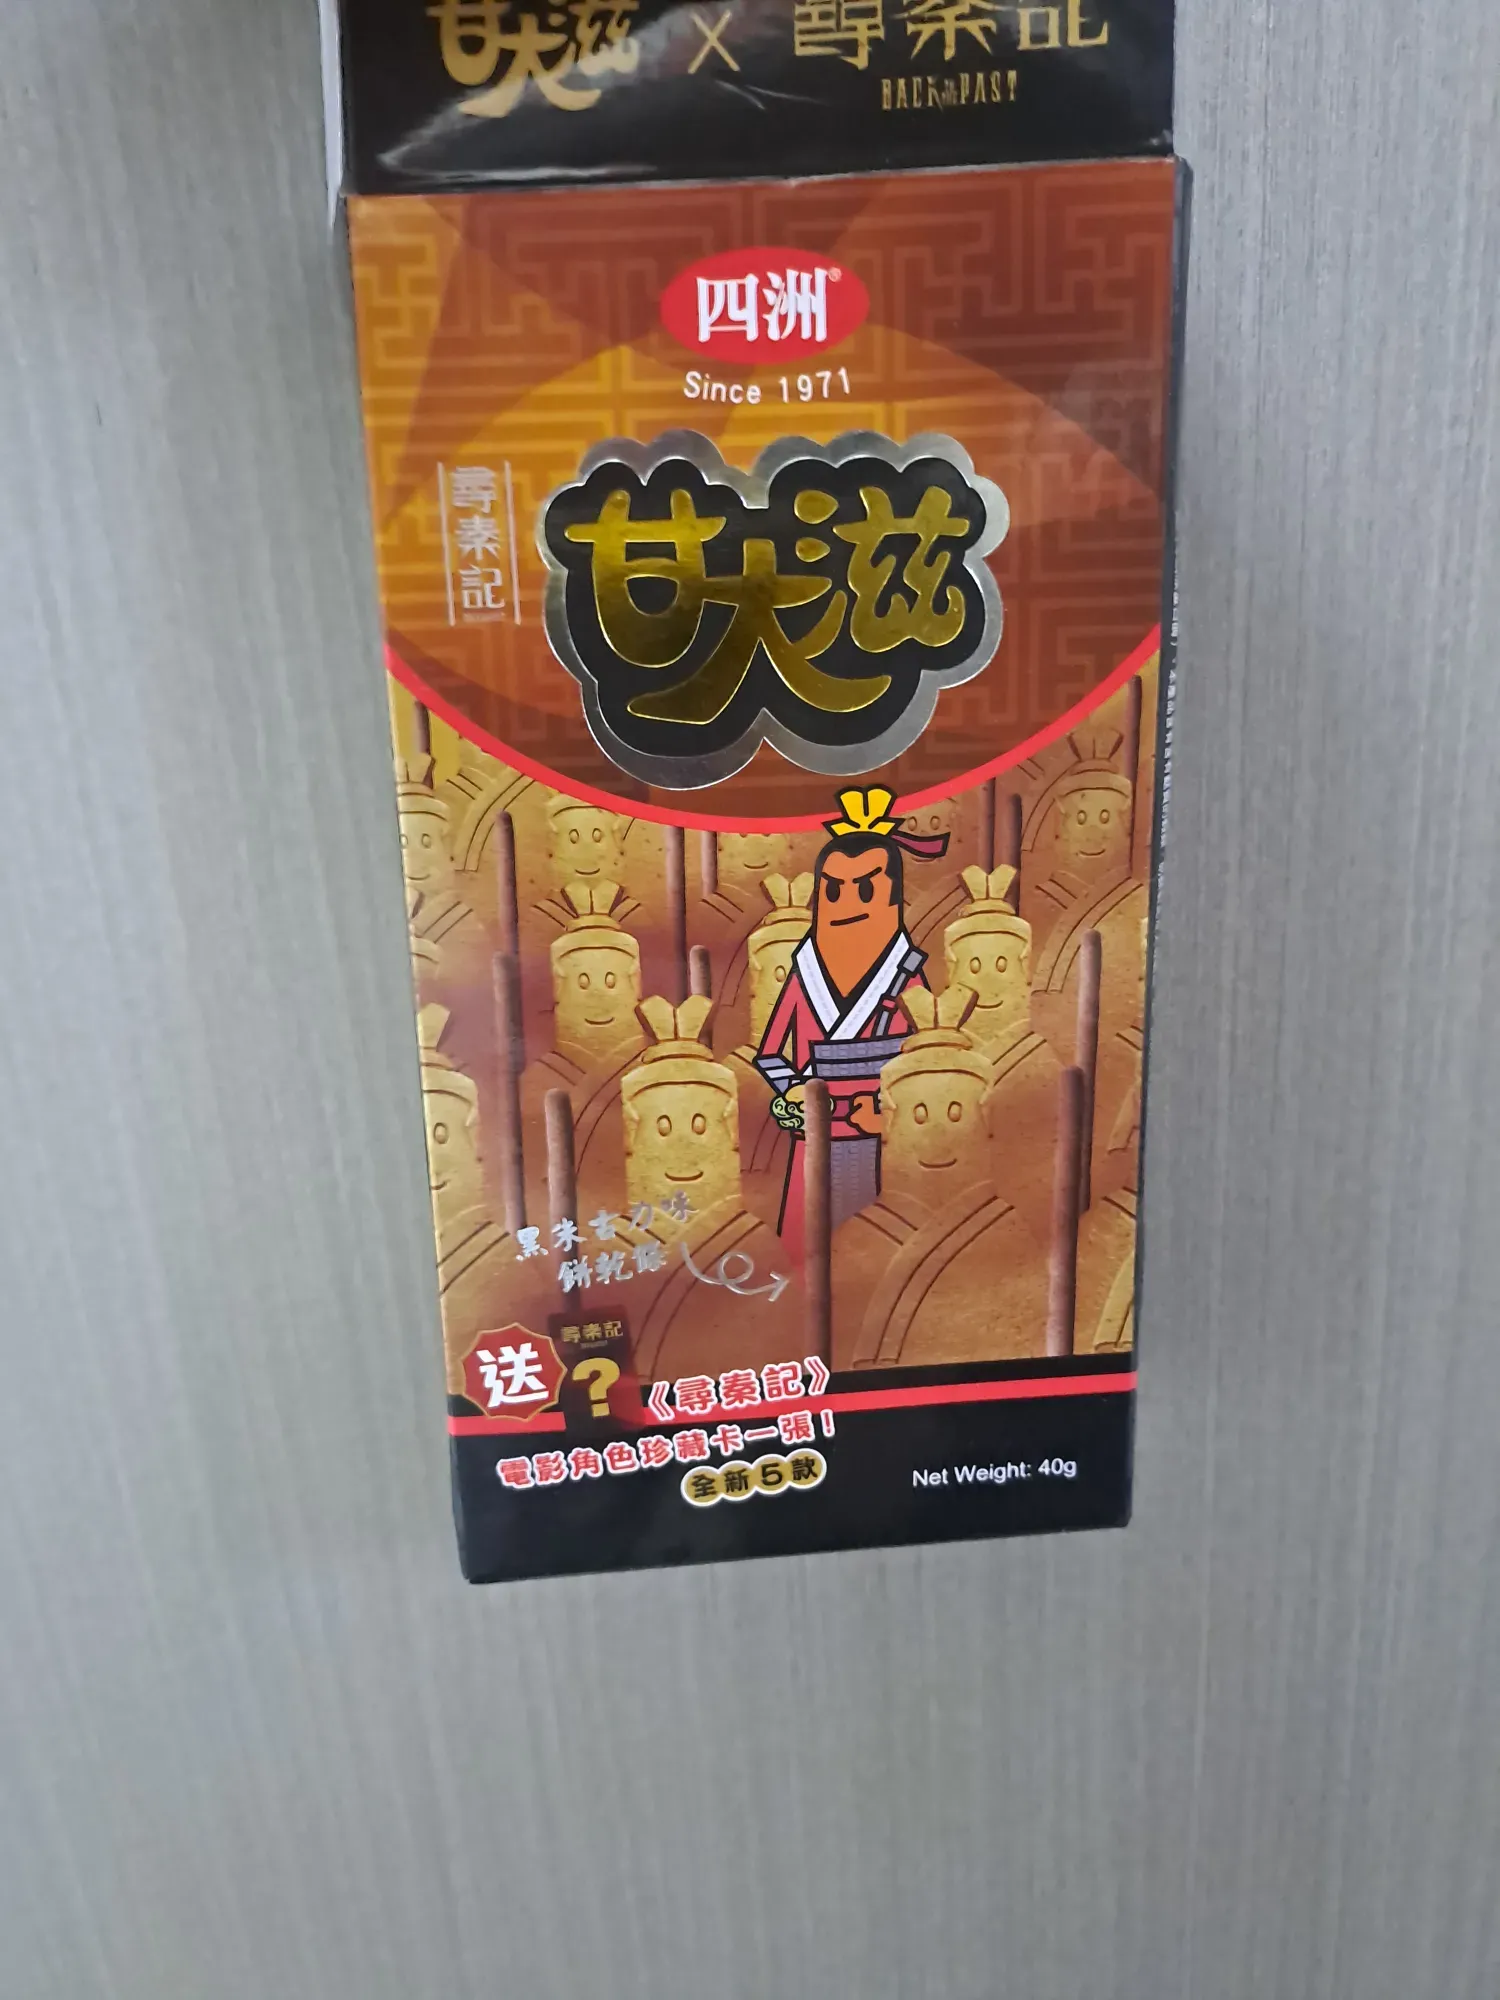 甘大滋 X 尋秦記
BACK TO THE PAST
四洲®
Since 1971
尋秦記
甘大滋
黑朱古力味
餅乾條
尋秦記
?
送
《尋秦記》
電影角色珍藏卡一張！
全新5款
Net Weight: 40g